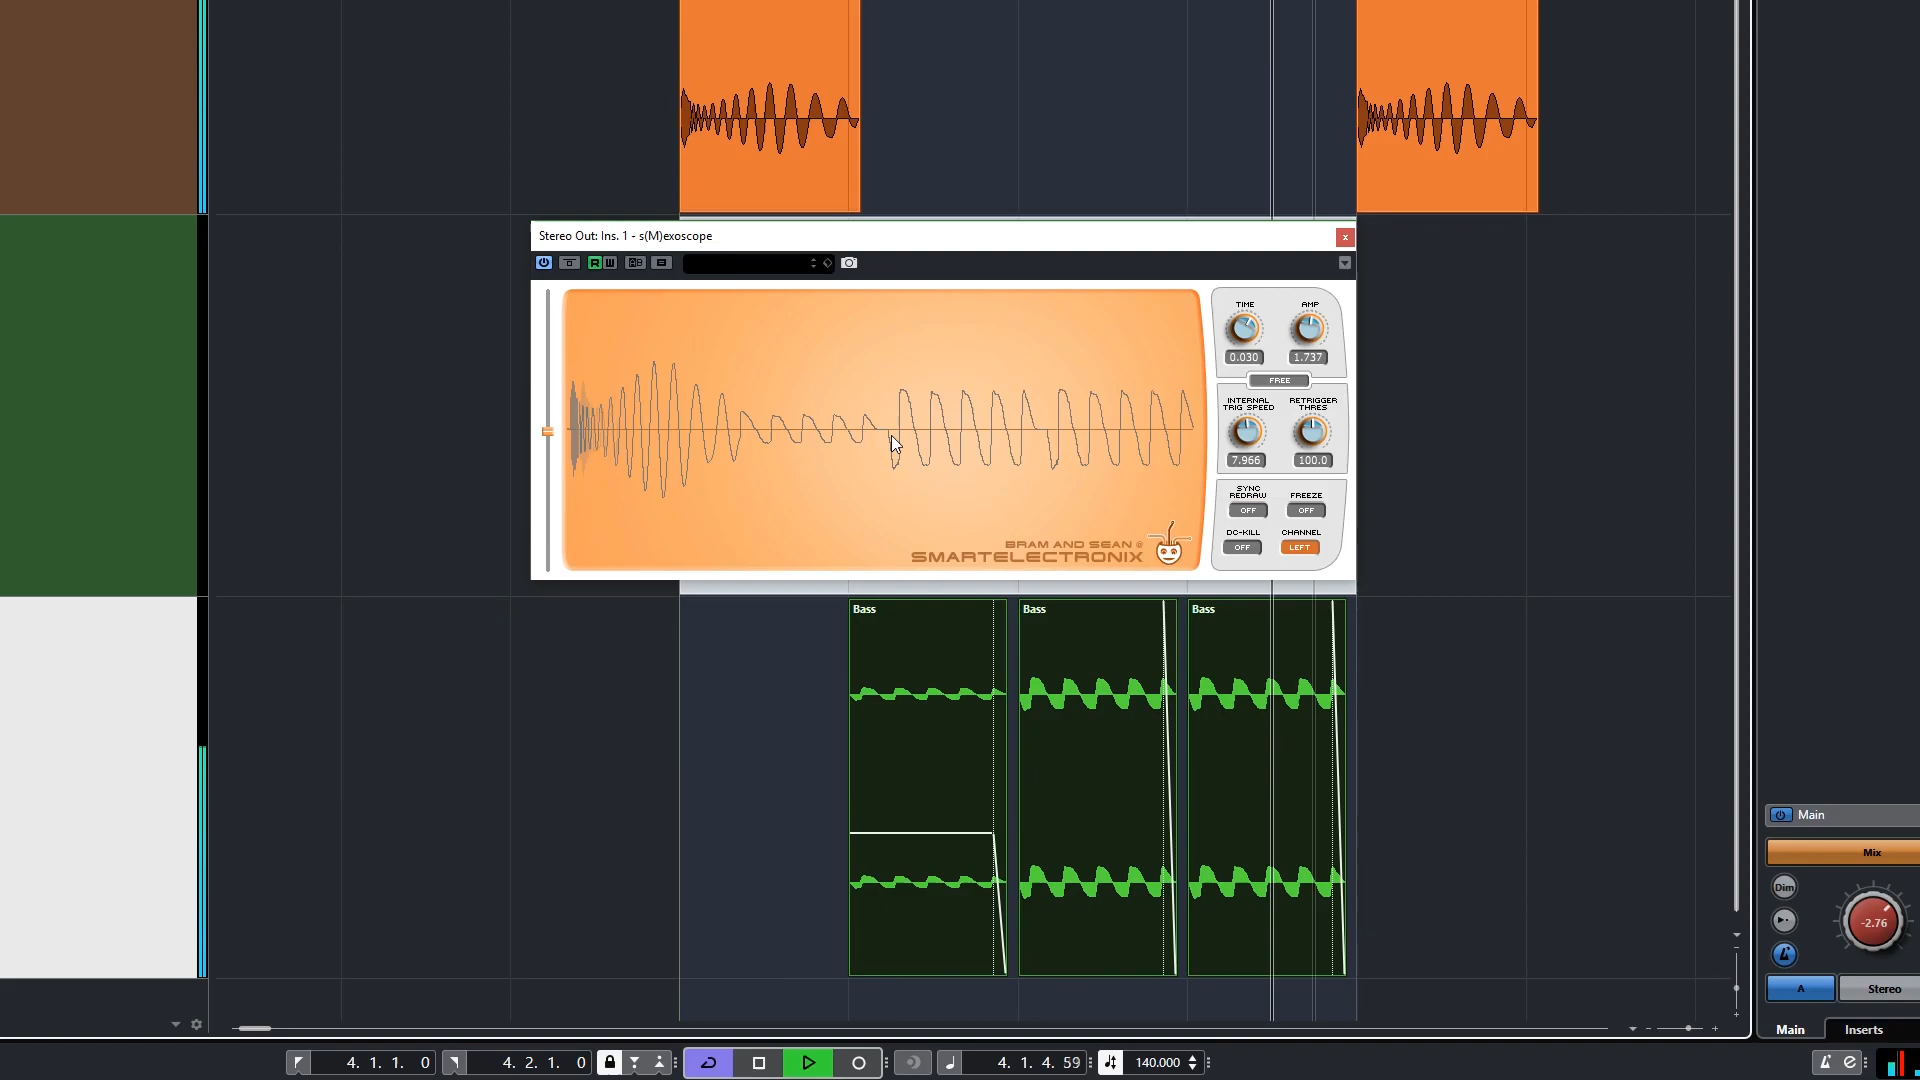 Stereo Out: Ins. 1 - s(M)exoscope
R W
TIME AMP
0.030 1.737
FREE
INTERNAL TRIG SPEED
RETRIGGER THRES
7.966 100.0
SYNC REDRAW
FREEZE
OFF OFF
DC-KILL CHANNEL
OFF LEFT
BRAM AND SEAN @
SMARTELECTRONIX
Bass Bass Bass
Main
Mix
Dim
-2.76
A Stereo
Main Inserts
4. 1. 1. 0
4. 2. 1. 0
4. 1. 4. 59
140.000